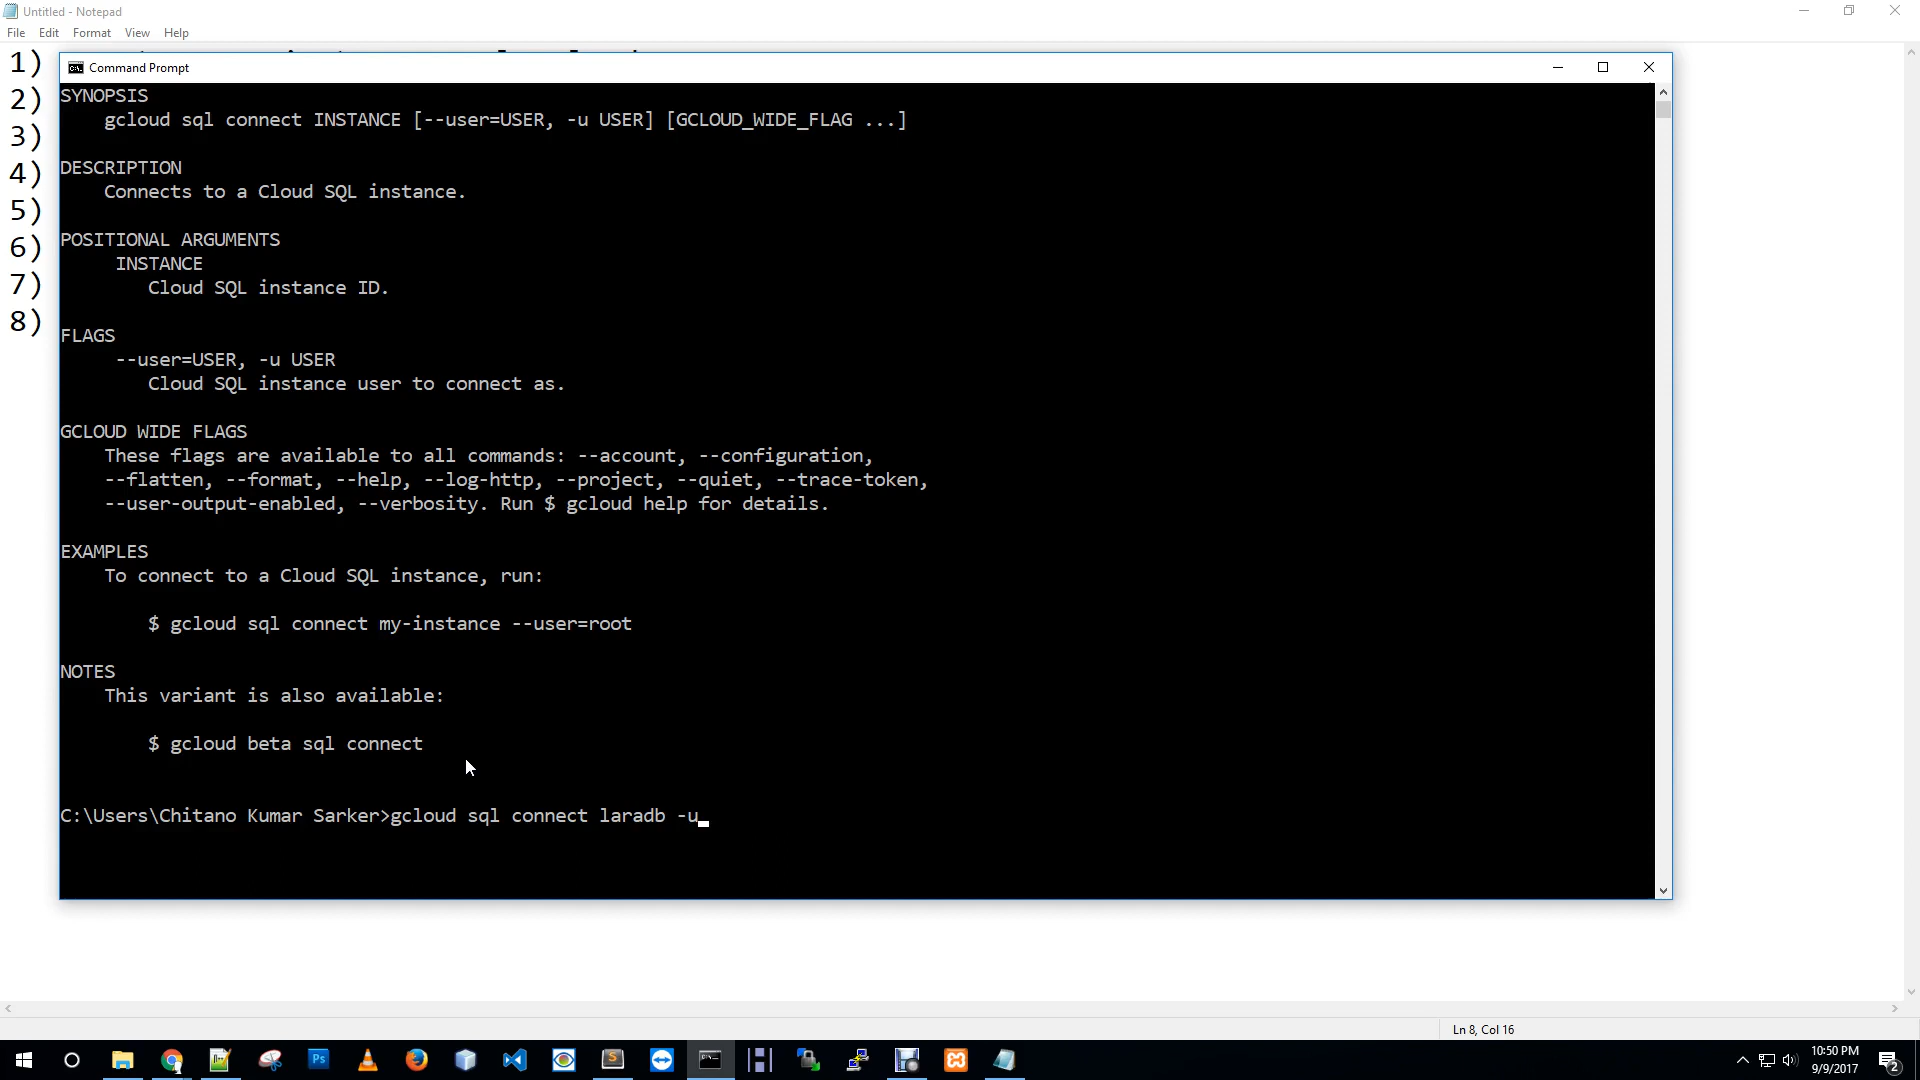 Untitled - Notepad
File Edit Format View Help
1)
2)
3)
4)
5)
6)
7)
8)
Command Prompt
SYNOPSIS
gcloud sql connect INSTANCE [--user=USER, -u USER] [GCLOUD_WIDE_FLAG ...]
DESCRIPTION
Connects to a Cloud SQL instance.
POSITIONAL ARGUMENTS
INSTANCE
Cloud SQL instance ID.
FLAGS
--user=USER, -u USER
Cloud SQL instance user to connect as.
GCLOUD WIDE FLAGS
These flags are available to all commands: --account, --configuration,
--flatten, --format, --help, --log-http, --project, --quiet, --trace-token,
--user-output-enabled, --verbosity. Run $ gcloud help for details.
EXAMPLES
To connect to a Cloud SQL instance, run:
$ gcloud sql connect my-instance --user=root
NOTES
This variant is also available:
$ gcloud beta sql connect
C:\Users\Chitano Kumar Sarker>gcloud sql connect laradb -u
Ln 8, Col 16
10:50 PM
9/9/2017
2